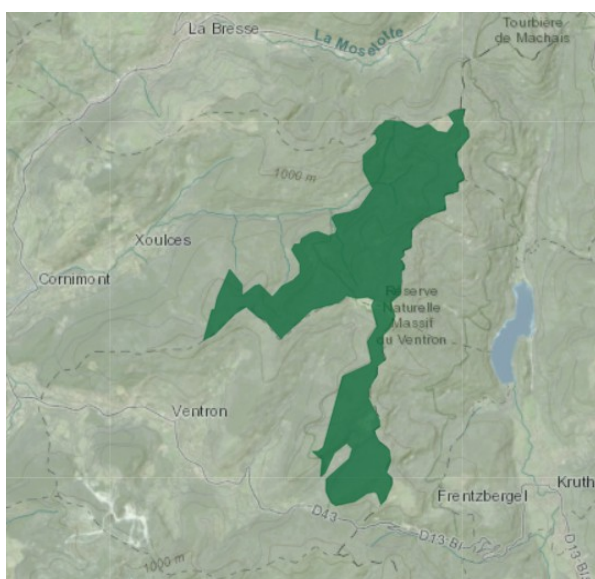 La Bresse
La Moselotte
Tourbière
de Machais
1000 m
Xoulces
Cornimont
Réserve
Naturelle
Massif
du Ventron
Ventron
Frentzbergel
Kruth
D43
D13-BI
D13-B
1000 m